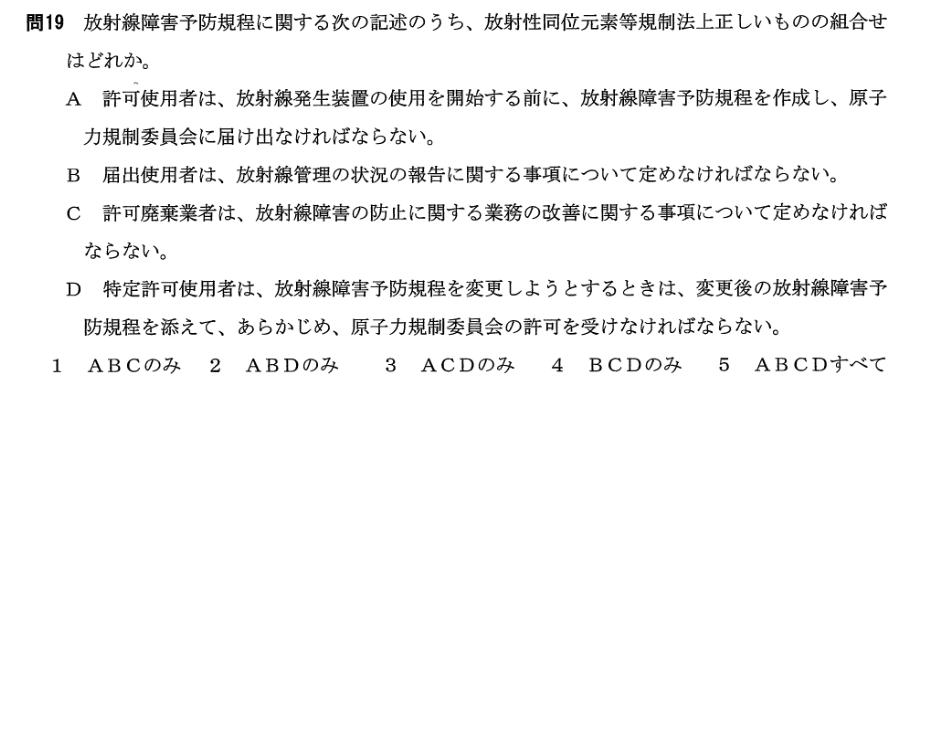 問19　放射線障害予防規程に関する次の記述のうち、放射性同位元素等規制法上正しいものの組合せ
はどれか。
A　許可使用者は、放射線発生装置の使用を開始する前に、放射線障害予防規程を作成し、原子
力規制委員会に届け出なければならない。
B　届出使用者は、放射線管理の状況の報告に関する事項について定めなければならない。
C　許可廃棄業者は、放射線障害の防止に関する業務の改善に関する事項について定めなければ
ならない。
D　特定許可使用者は、放射線障害予防規程を変更しようとするときは、変更後の放射線障害予
防規程を添えて、あらかじめ、原子力規制委員会の許可を受けなければならない。
1　ＡＢＣのみ　2　ＡＢＤのみ　3　ＡＣＤのみ　4　ＢＣＤのみ　5　ＡＢＣＤすべて